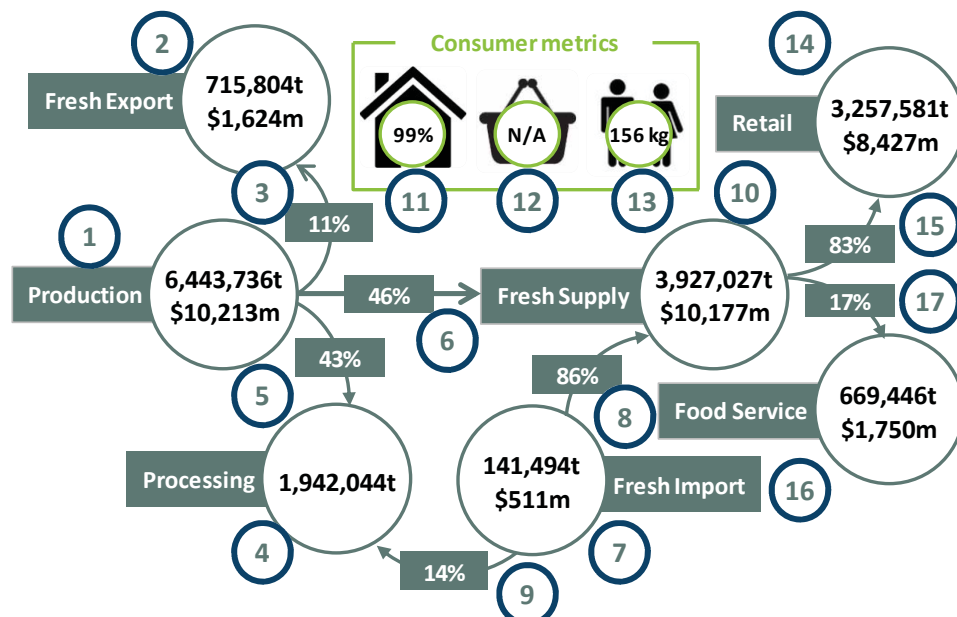 2
14
Consumer metrics
715,804t
$1,624m
Fresh Export
3,257,581t
$8,427m
Retail
99%
N/A
156 kg
3
11
12
13
10
11%
15
83%
1
6,443,736t
$10,213m
Production
46%
Fresh Supply
3,927,027t
$10,177m
17%
17
6
43%
5
86%
8
Food Service
669,446t
$1,750m
Processing
1,942,044t
141,494t
$511m
Fresh Import
16
4
14%
9
7